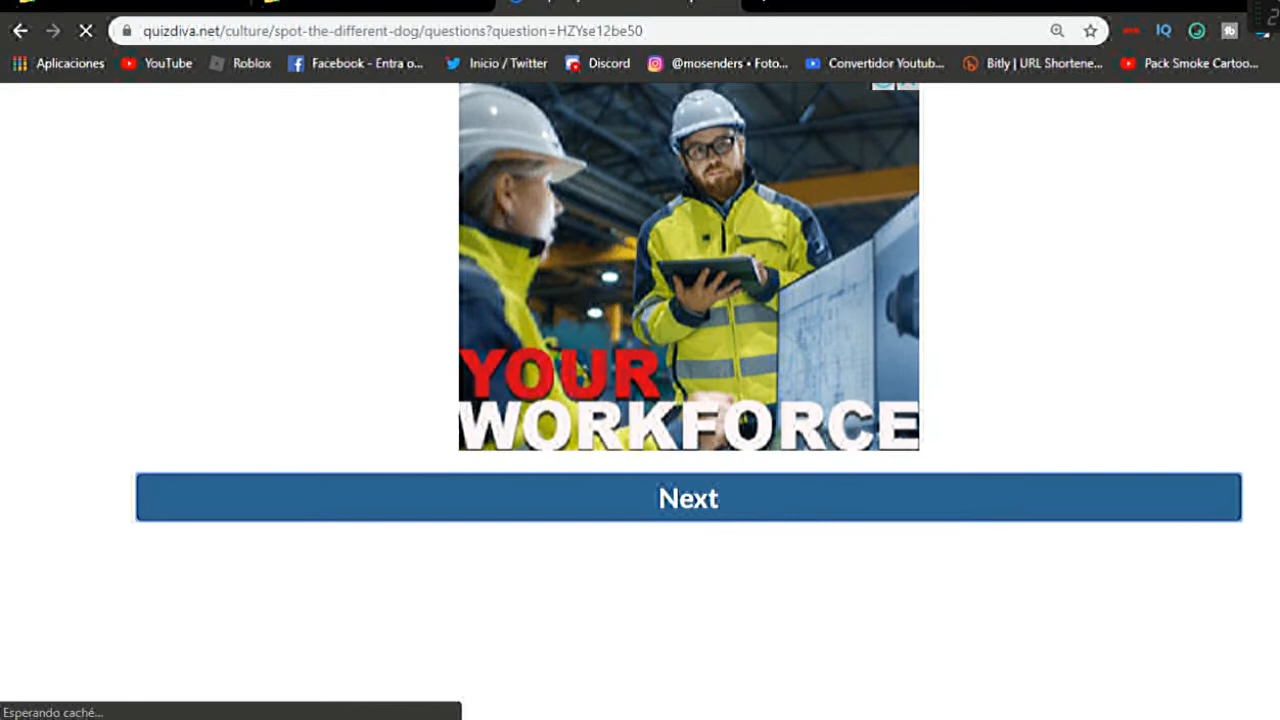 quizdiva.net/culture/spot-the-different-dog/questions?question=HZYse12be50
IQ
Aplicaciones YouTube Roblox Facebook - Entra o... Inicio / Twitter Discord @mosenders • Foto... Convertidor Youtub... Bitly | URL Shortene... Pack Smoke Cartoo...
YOUR
WORKFORCE
Next
Esperando caché...